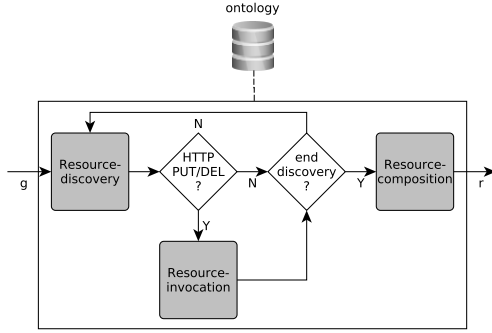 ontology
N
Resource-
discovery
HTTP
PUT/DEL
?
end
discovery
?
Resource-
composition
g
N
Y
r
Y
Resource-
invocation